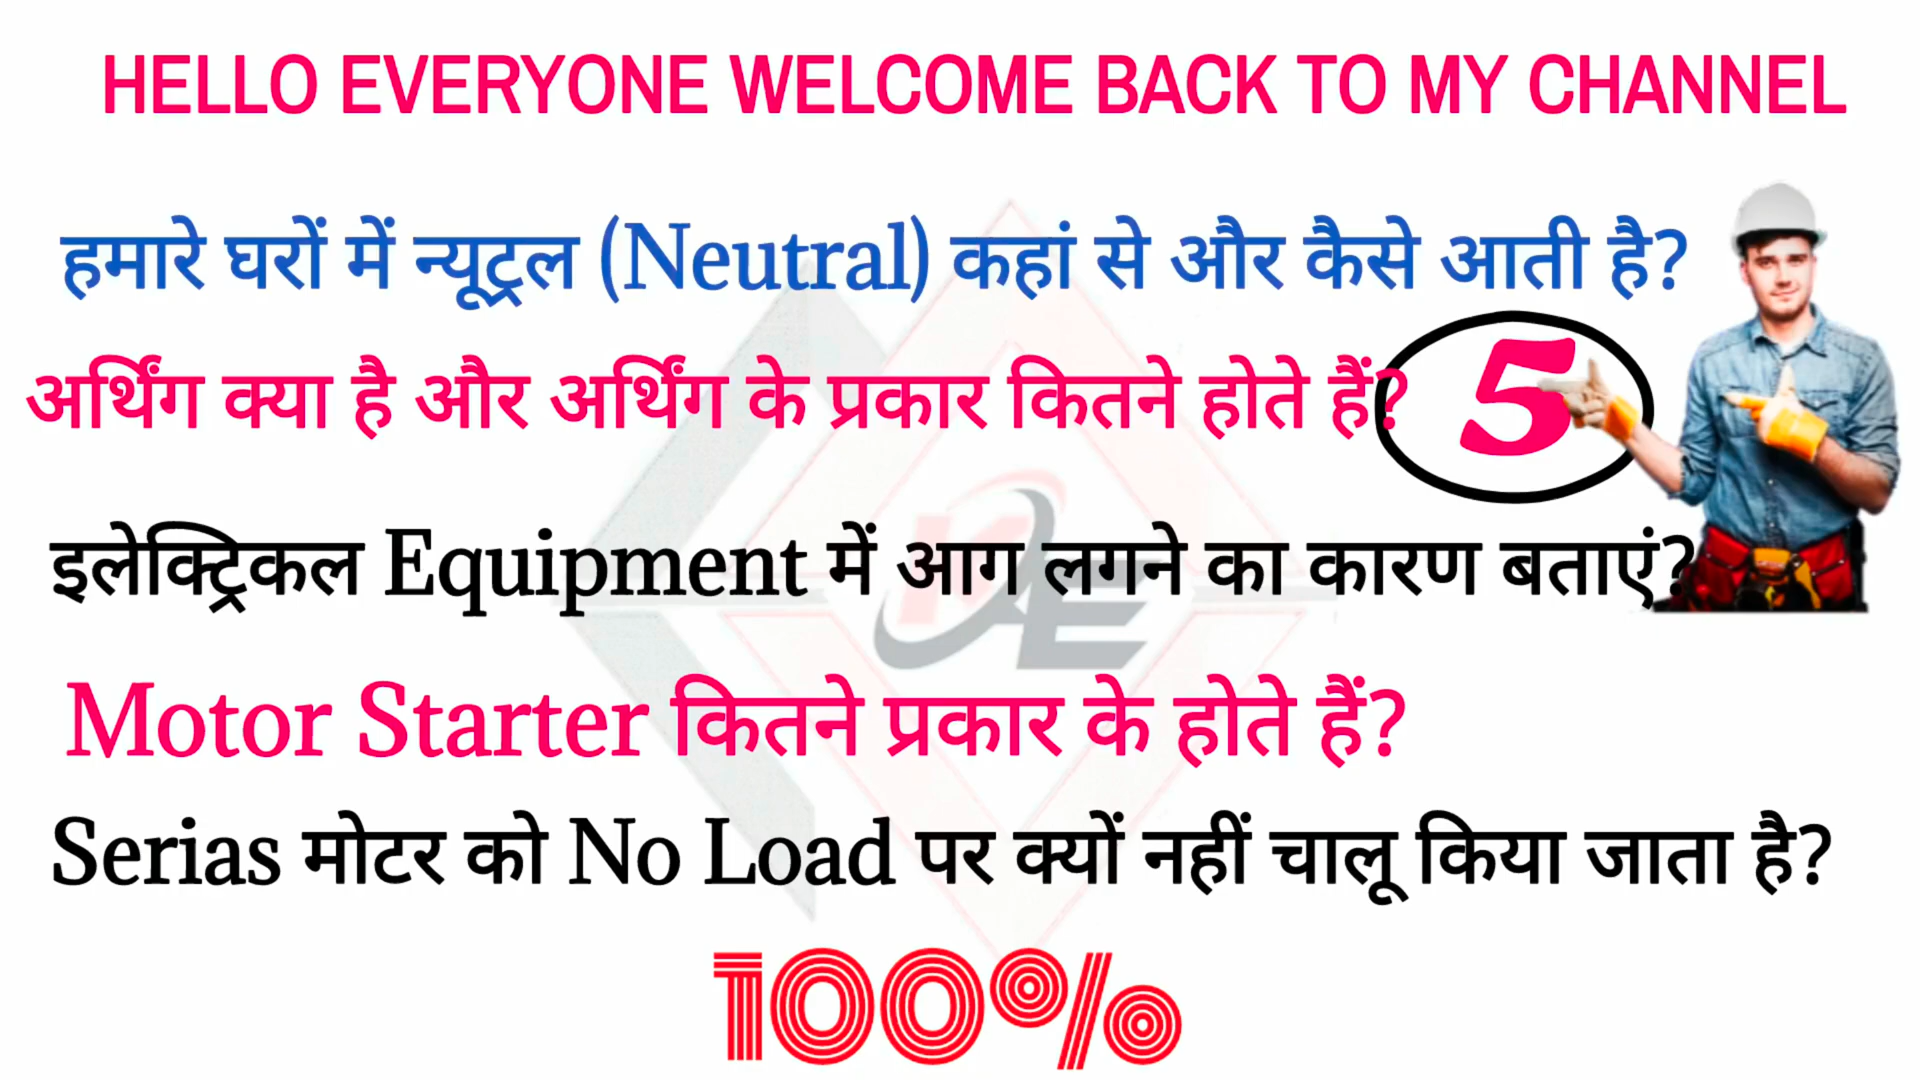 HELLO EVERYONE WELCOME BACK TO MY CHANNEL
हमारे घरों में न्यूट्रल (Neutral) कहां से और कैसे आती है?
अर्थिंग क्या है और अर्थिंग के प्रकार कितने होते हैं?
5
इलेक्ट्रिकल Equipment में आग लगने का कारण बताएं?
Motor Starter कितने प्रकार के होते हैं?
Serias मोटर को No Load पर क्यों नहीं चालू किया जाता है?
100%